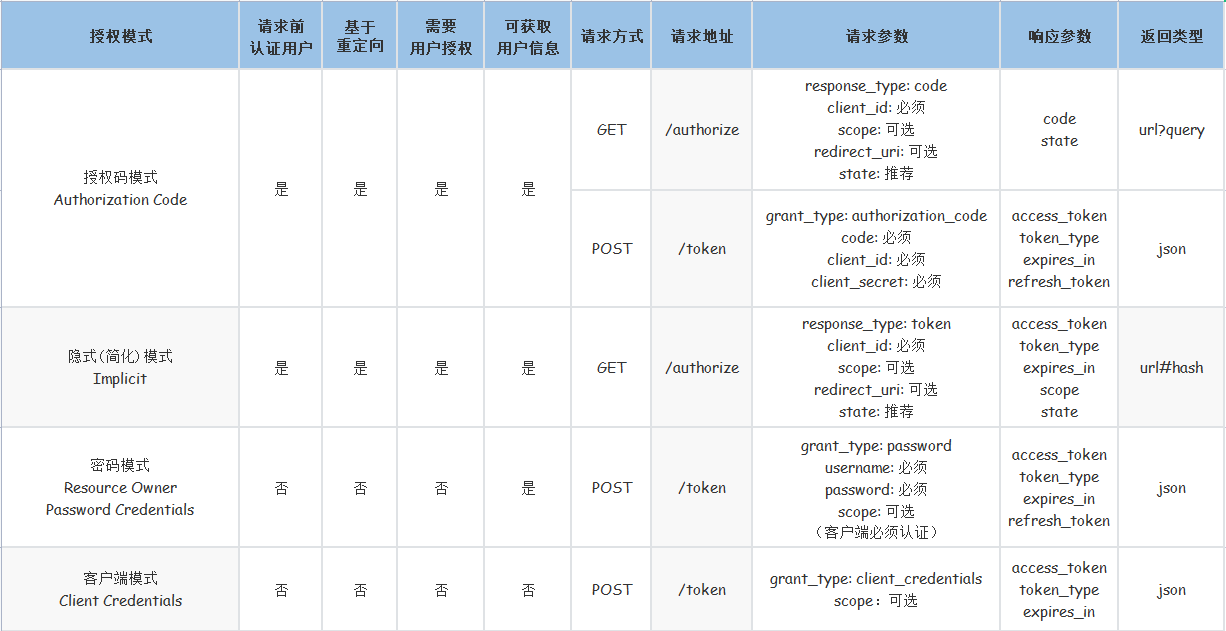 授权模式
请求前
认证用户
基于
重定向
需要
用户授权
可获取
用户信息
请求方式
请求地址
请求参数
响应参数
返回类型
授权码模式
Authorization Code
是
是
是
是
GET
/authorize
response_type: code
client_id: 必须
scope: 可选
redirect_uri: 可选
state: 推荐
code
state
url?query
POST
/token
grant_type: authorization_code
code: 必须
client_id: 必须
client_secret: 必须
access_token
token_type
expires_in
refresh_token
json
隐式(简化)模式
Implicit
是
是
是
是
GET
/authorize
response_type: token
client_id: 必须
scope: 可选
redirect_uri: 可选
state: 推荐
access_token
token_type
expires_in
scope
state
url#hash
密码模式
Resource Owner
Password Credentials
否
否
否
是
POST
/token
grant_type: password
username: 必须
password: 必须
scope: 可选
（客户端必须认证）
access_token
token_type
expires_in
refresh_token
json
客户端模式
Client Credentials
否
否
否
否
POST
/token
grant_type: client_credentials
scope：可选
access_token
token_type
expires_in
json